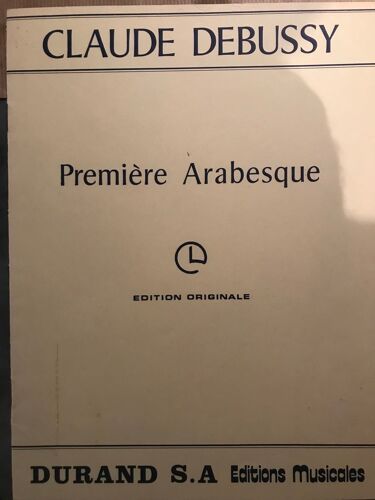 CLAUDE DEBUSSY
Première Arabesque
EDITION ORIGINALE
DURAND S.A Editions Musicales